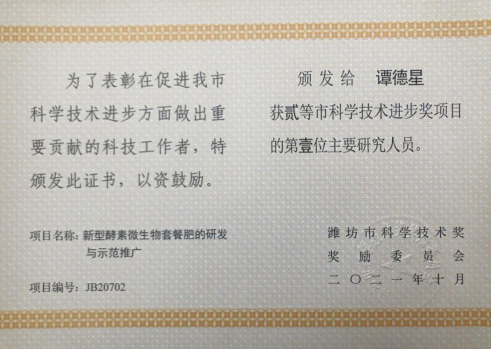 为了表彰在促进我市
科学技术进步方面做出重
要贡献的科技工作者，特
颁发此证书，以资鼓励。
项目名称：新型酵素微生物套餐肥的研发
与示范推广
项目编号：JB20702
颁发给 谭德星
获贰等市科学技术进步奖项目
的第壹位主要研究人员。
潍坊市科学技术奖
奖励委员会
二〇二一年十月